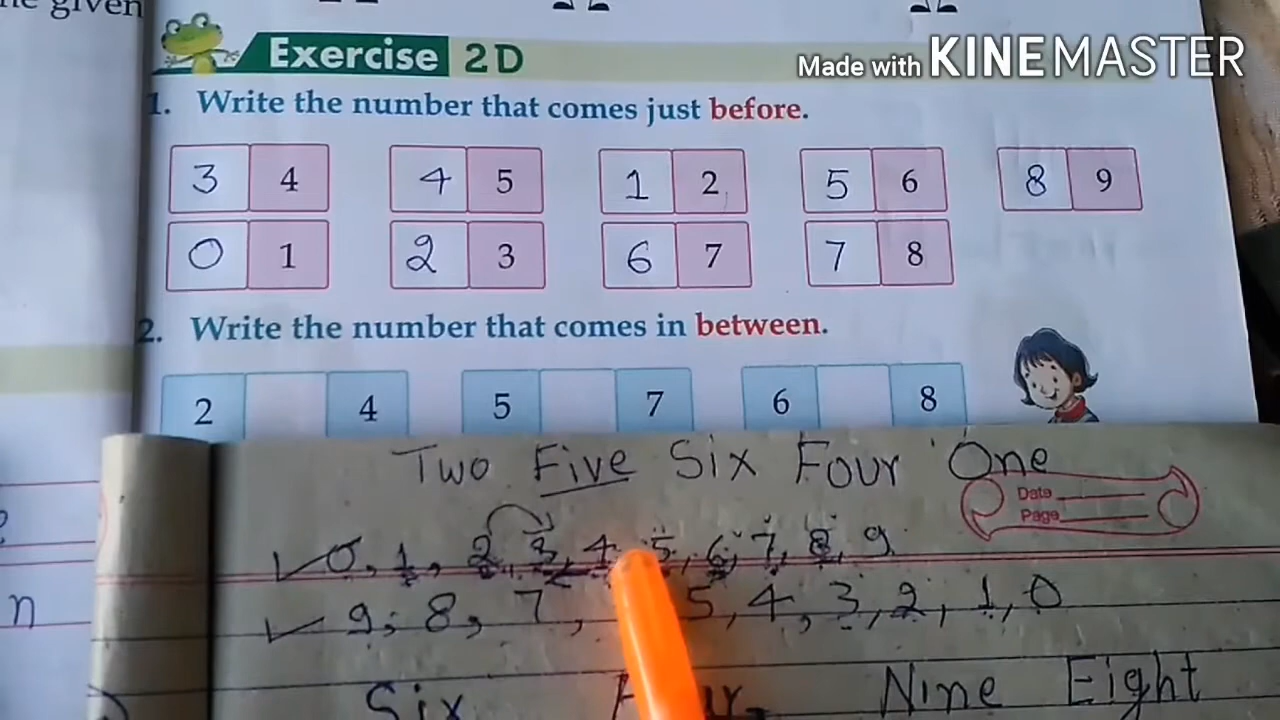 given
Exercise 2D
Made with KINEMASTER
1. Write the number that comes just before.
3 4 4 5 1 2 5 6 8 9
0 1 2 3 6 7 7 8
2. Write the number that comes in between.
2 4 5 7 6 8
Two Five Six Four One
Date
Page
0, 1, 2, 3, 4, 5, 6, 7, 8, 9
9, 8, 7, 5, 4, 3, 2, 1, 0
n
Six Nine Eight